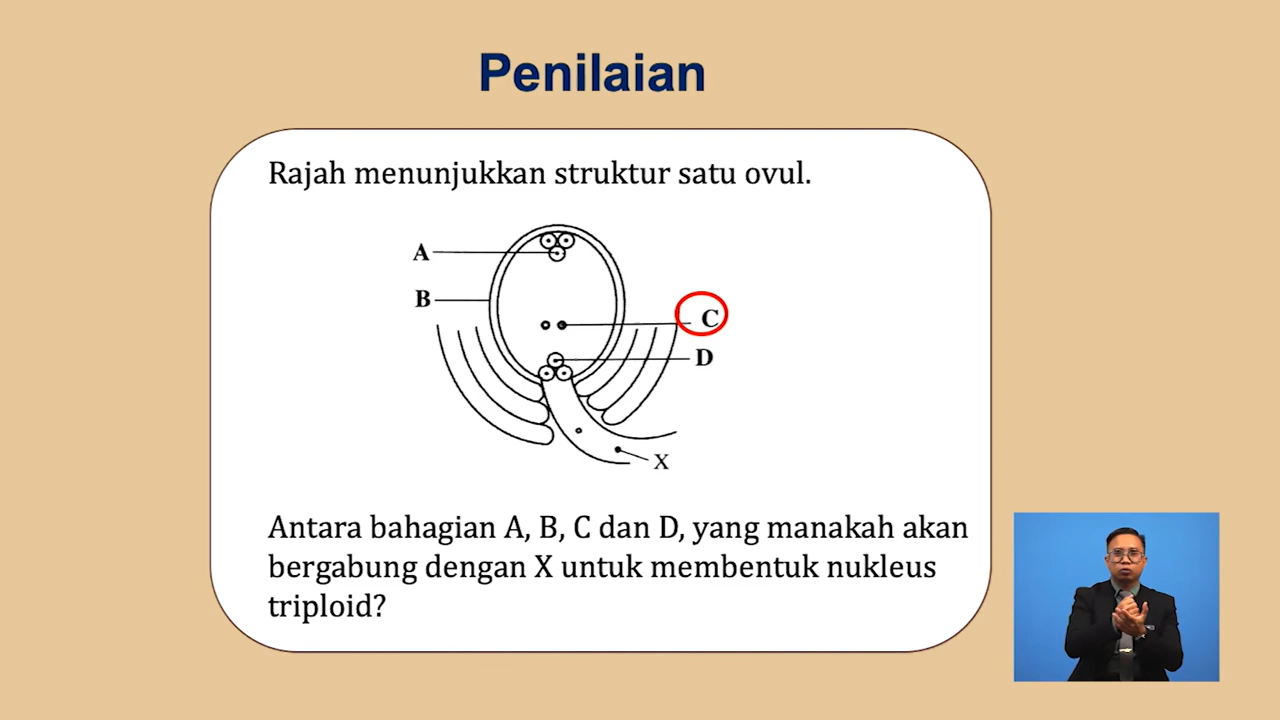 Penilaian
Rajah menunjukkan struktur satu ovul.
A
B
C
D
X
Antara bahagian A, B, C dan D, yang manakah akan
bergabung dengan X untuk membentuk nukleus
triploid?